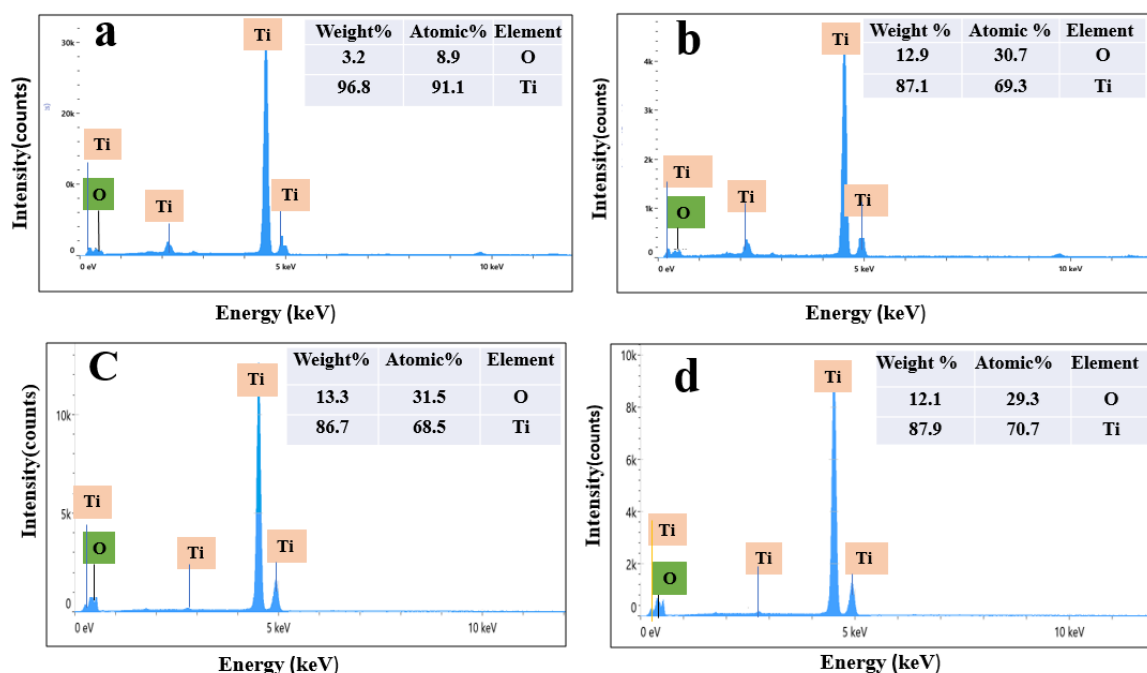 a
Ti
Weight% Atomic% Element
3.2 8.9 O
96.8 91.1 Ti
30k
20k
0k
0
Ti
O
Ti
Ti
0 eV 5 keV 10 keV
Intensity(counts)
Energy (keV)
b
Ti
Weight % Atomic % Element
12.9 30.7 O
87.1 69.3 Ti
4k
3k
2k
1k
0
Ti
O
Ti
Ti
0 eV 5 keV 10 keV
Intensity(counts)
Energy (keV)
C
Ti
Weight% Atomic% Element
13.3 31.5 O
86.7 68.5 Ti
10k
5k
0
Ti
O
Ti
Ti
0 eV 5 keV 10 keV
Intensity(counts)
Energy (keV)
d
Ti
Weight % Atomic% Element
12.1 29.3 O
87.9 70.7 Ti
10k
8k
6k
4k
2k
0
Ti
O
Ti
Ti
0 eV 5 keV 10 keV
Intensity(counts)
Energy (keV)